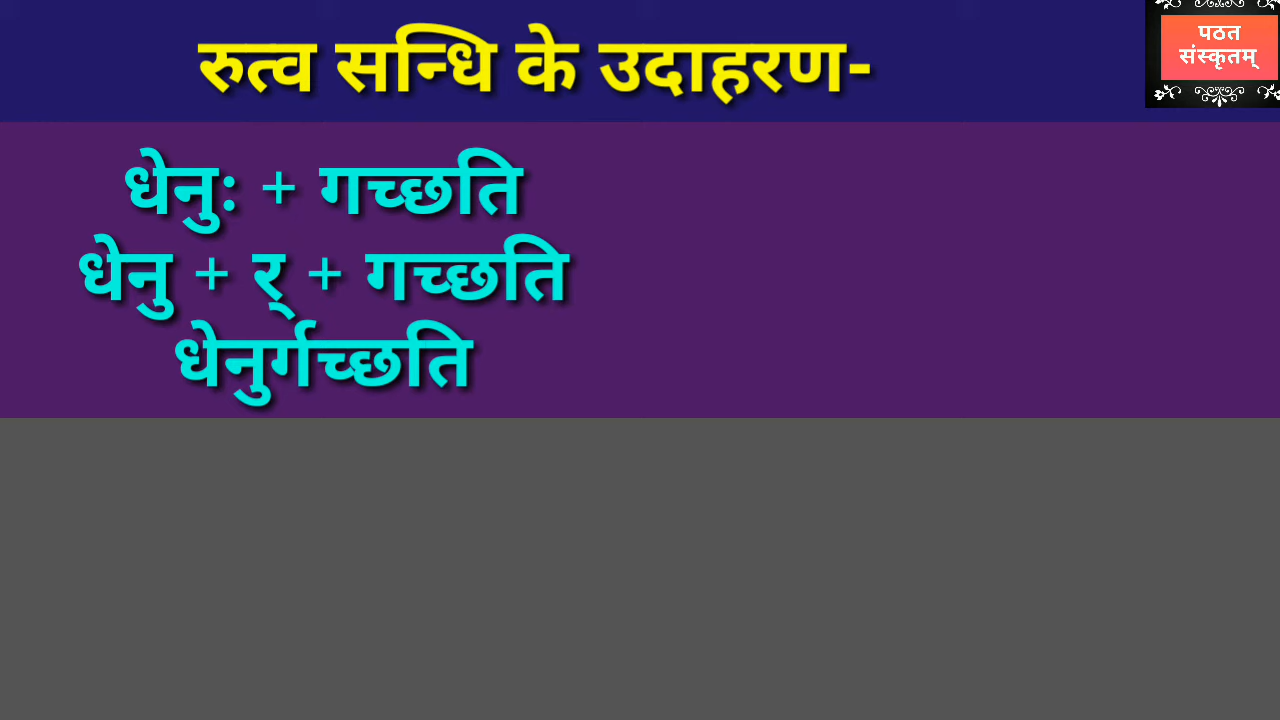 रुत्व सन्धि के उदाहरण-
पठत
संस्कृतम्
धेनुः + गच्छति
धेनु + र् + गच्छति
धेनुर्गच्छति